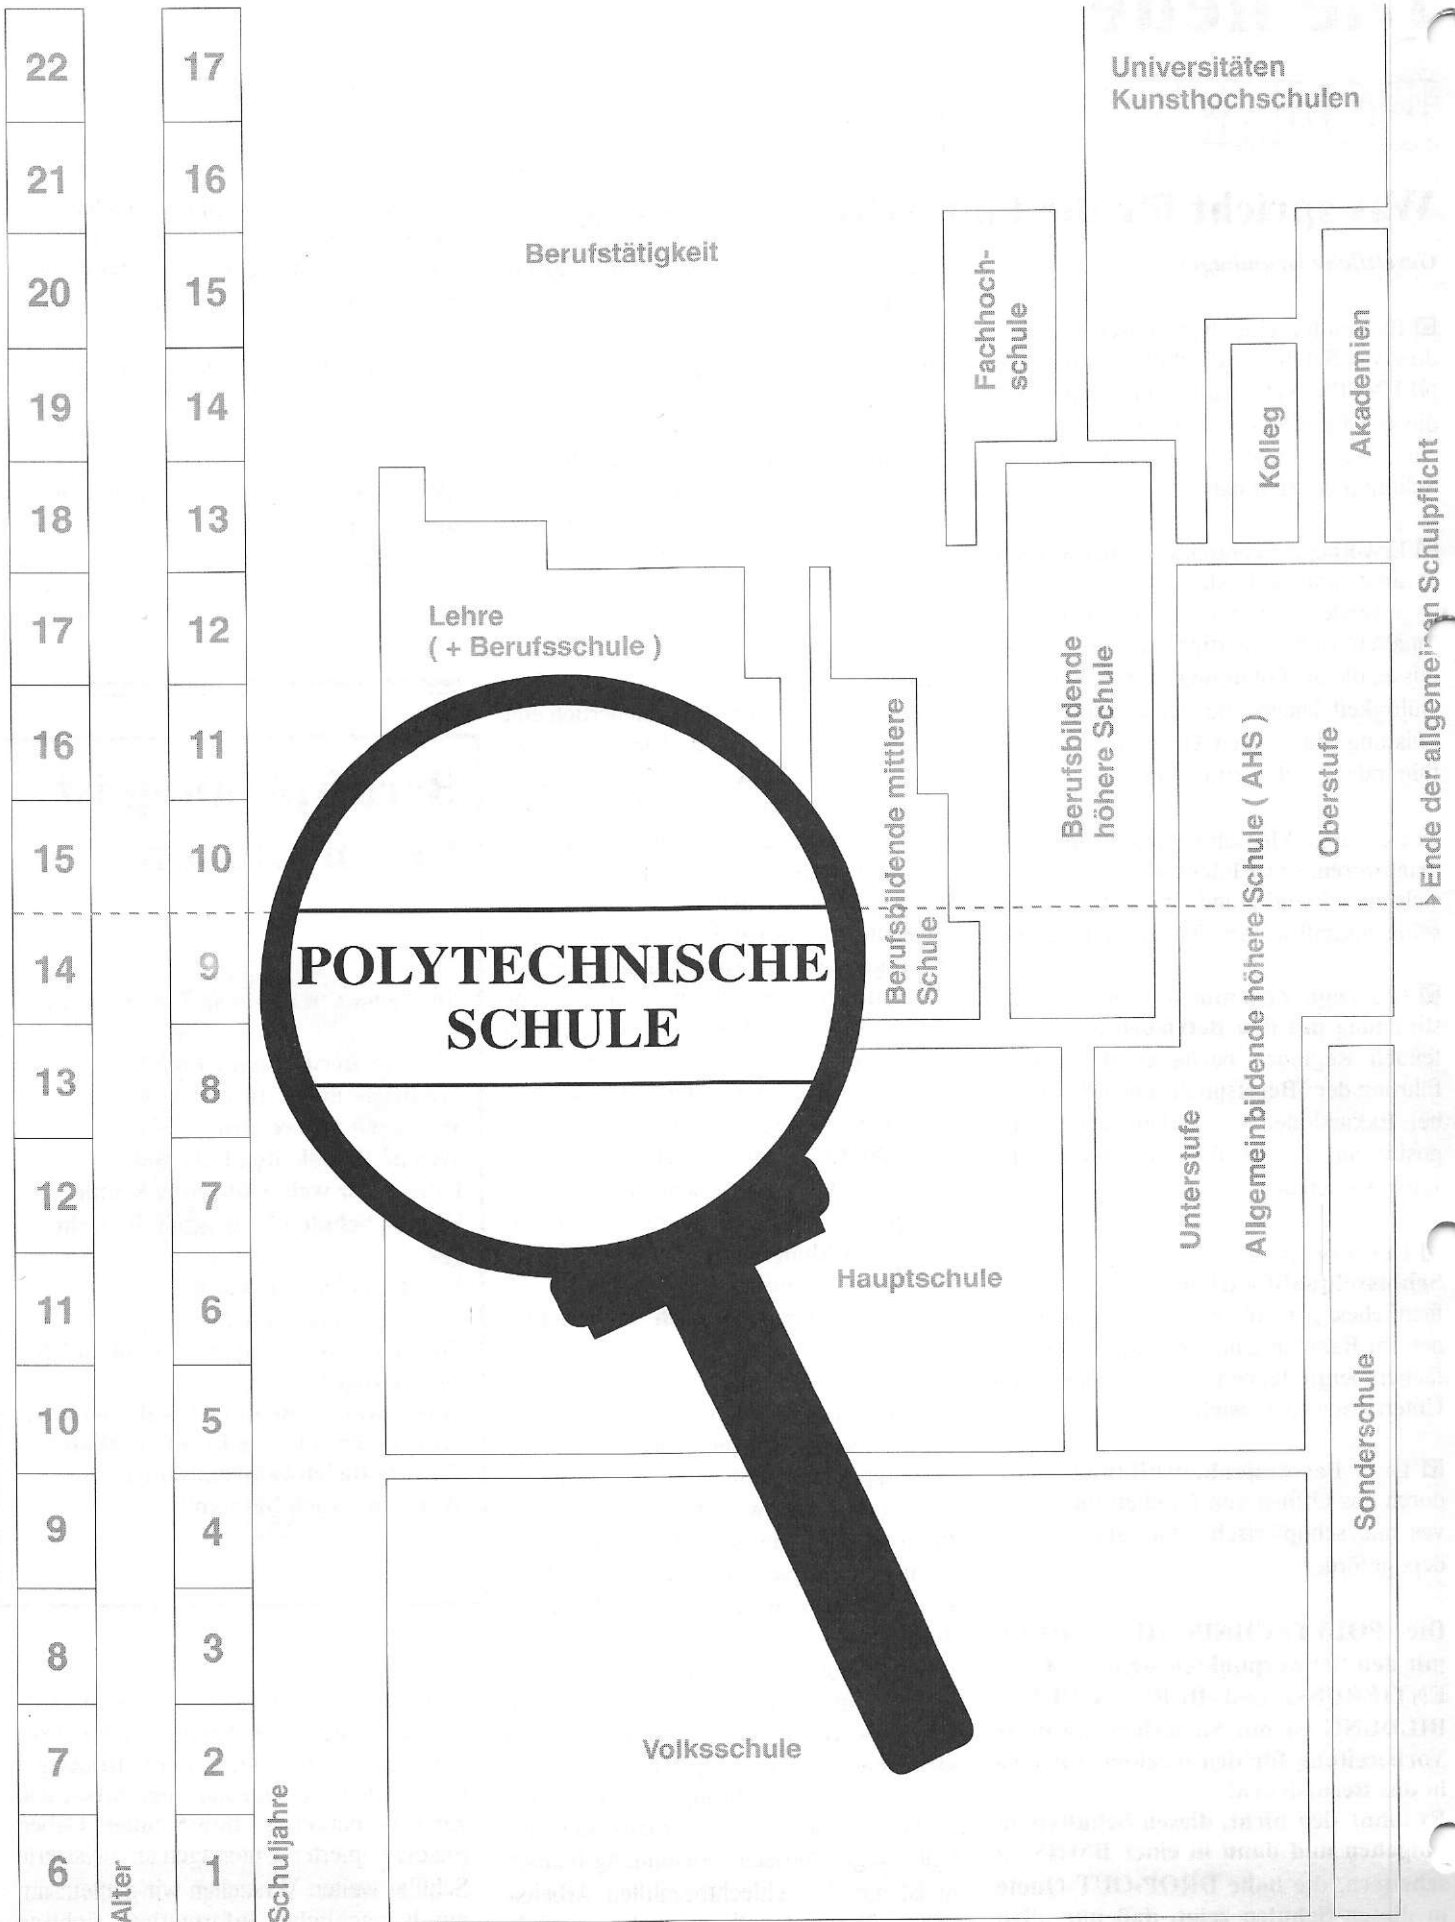 22
17
Universitäten
Kunsthochschulen
21
16
Berufstätigkeit
20
15
Fachhoch-
schule
Akademien
19
14
Kolleg
18
13
Ende der allgemeinen Schulpflicht
Lehre
( + Berufsschule )
17
12
Berufsbildende
höhere Schule
Berufsbildende mittlere
Schule
Allgemeinbildende höhere Schule ( AHS )
Oberstufe
16
11
15
10
POLYTECHNISCHE
SCHULE
14
9
13
8
Unterstufe
12
7
Hauptschule
11
6
10
5
Sonderschule
9
4
8
3
Volksschule
7
2
6
1
Alter
Schuljahre